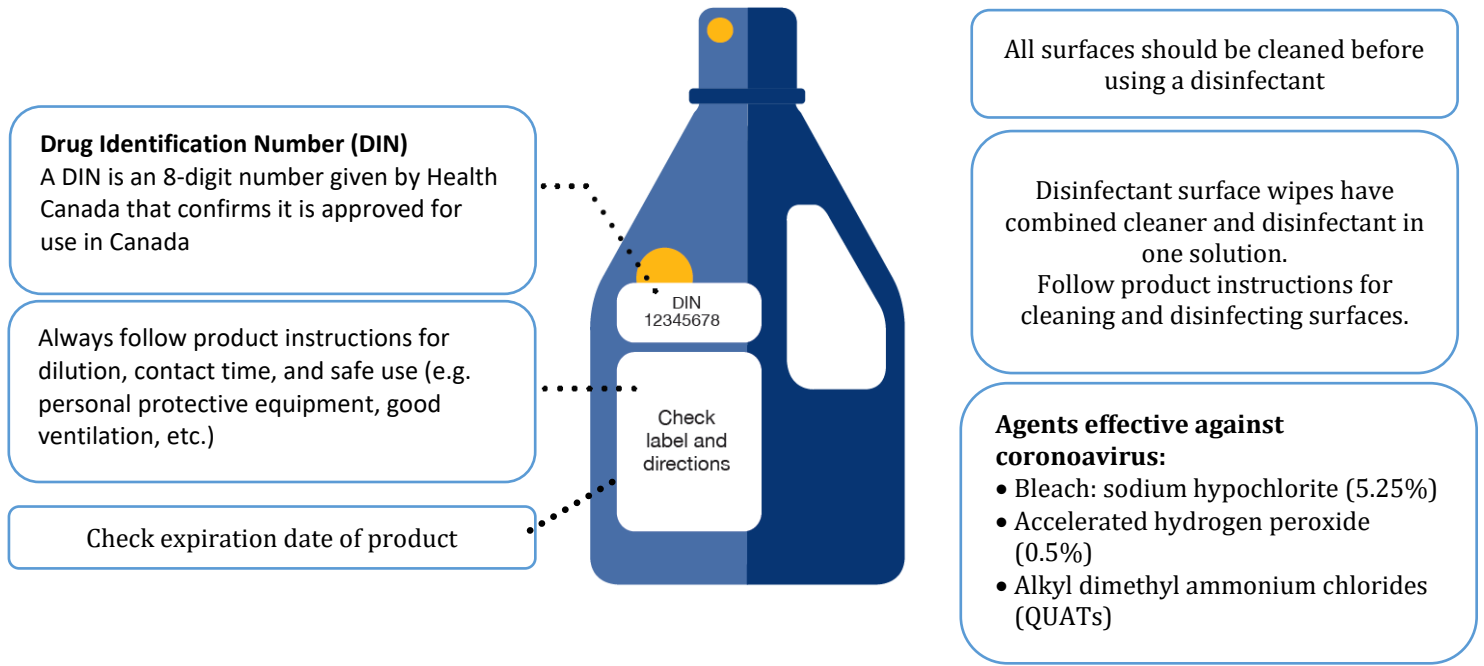 Drug Identification Number (DIN)
A DIN is an 8-digit number given by Health
Canada that confirms it is approved for
use in Canada
Always follow product instructions for
dilution, contact time, and safe use (e.g.
personal protective equipment, good
ventilation, etc.)
Check expiration date of product
DIN
12345678
Check
label and
directions
All surfaces should be cleaned before
using a disinfectant
Disinfectant surface wipes have
combined cleaner and disinfectant in
one solution.
Follow product instructions for
cleaning and disinfecting surfaces.
Agents effective against
coronoavirus:
• Bleach: sodium hypochlorite (5.25%)
• Accelerated hydrogen peroxide
(0.5%)
• Alkyl dimethyl ammonium chlorides
(QUATs)